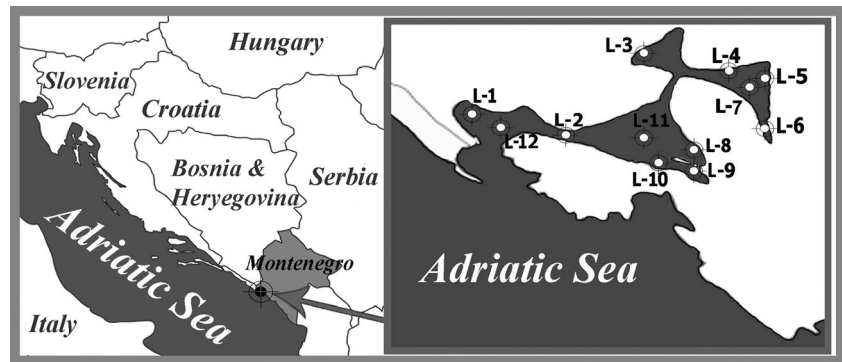 Hungary
Slovenia
Croatia
Bosnia &
Heryegovina
Serbia
Adriatic Sea
Montenegro
Italy
L-3
L-4
L-5
L-7
L-1
L-2
L-11
L-6
L-12
L-8
L-10
L-9
Adriatic Sea